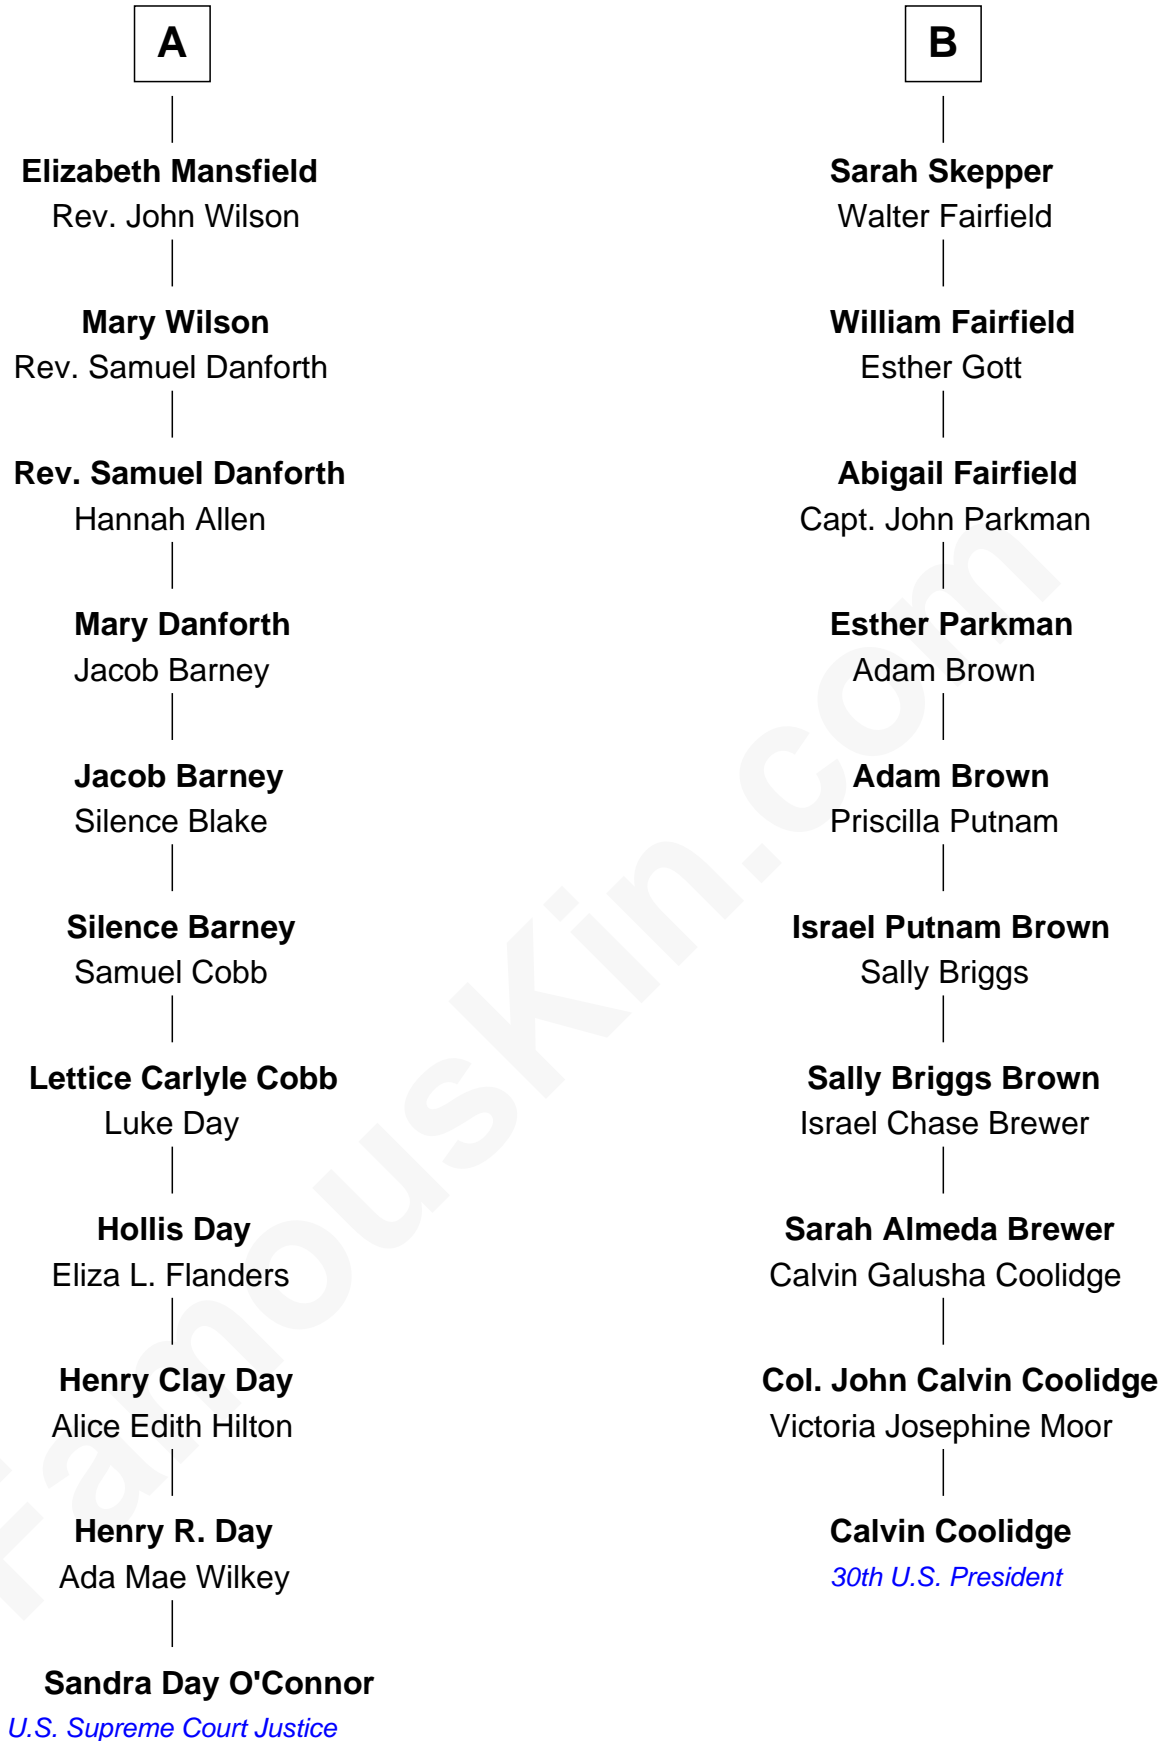 A
Elizabeth Mansfield
Rev. John Wilson
Mary Wilson
Rev. Samuel Danforth
Rev. Samuel Danforth
Hannah Allen
Mary Danforth
Jacob Barney
Jacob Barney
Silence Blake
Silence Barney
Samuel Cobb
Lettice Carlyle Cobb
Luke Day
Hollis Day
Eliza L. Flanders
Henry Clay Day
Alice Edith Hilton
Henry R. Day
Ada Mae Wilkey
Sandra Day O'Connor
U.S. Supreme Court Justice
B
Sarah Skepper
Walter Fairfield
William Fairfield
Esther Gott
Abigail Fairfield
Capt. John Parkman
Esther Parkman
Adam Brown
Adam Brown
Priscilla Putnam
Israel Putnam Brown
Sally Briggs
Sally Briggs Brown
Israel Chase Brewer
Sarah Almeda Brewer
Calvin Galusha Coolidge
Col. John Calvin Coolidge
Victoria Josephine Moor
Calvin Coolidge
30th U.S. President
FamousKin.com